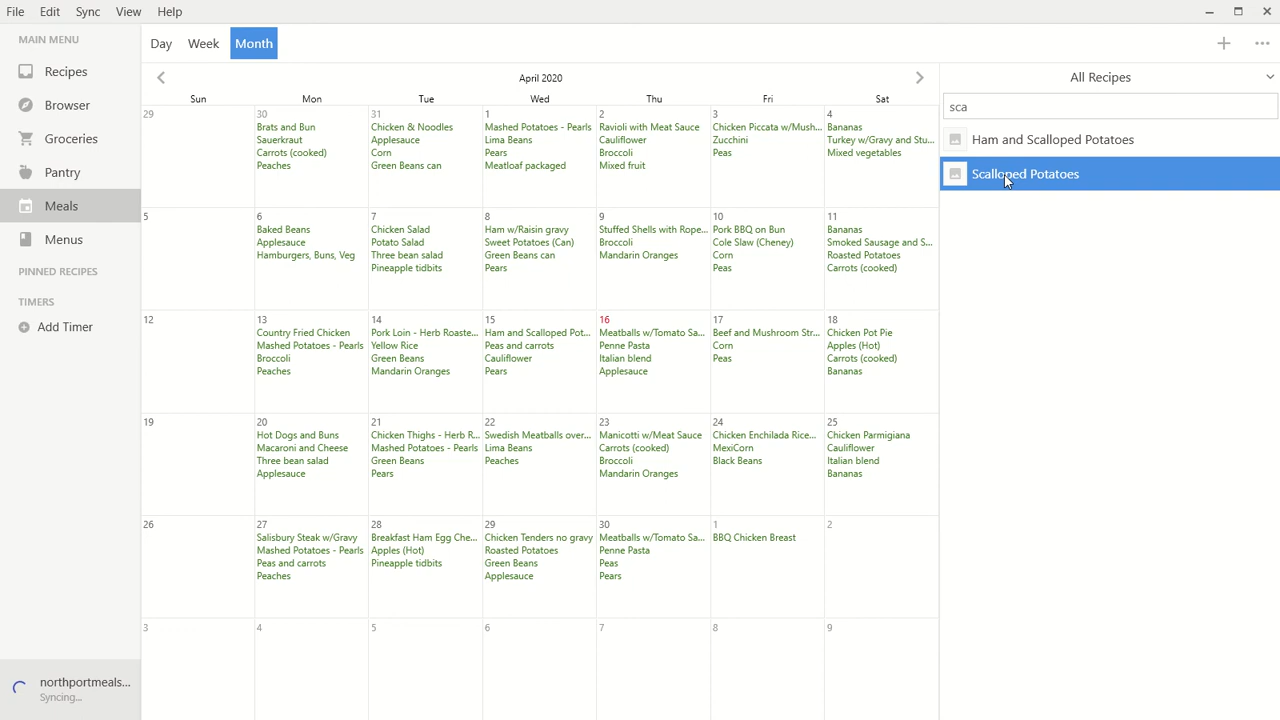 File Edit Sync View Help
MAIN MENU
Recipes
Browser
Groceries
Pantry
Meals
Menus
PINNED RECIPES
TIMERS
Add Timer
northportmeals...
Syncing...
Day Week Month
April 2020
Sun Mon Tue Wed Thu Fri Sat
29
30
Brats and Bun
Sauerkraut
Carrots (cooked)
Peaches
31
Chicken & Noodles
Applesauce
Corn
Green Beans can
1
Mashed Potatoes - Pearls
Lima Beans
Pears
Meatloaf packaged
2
Ravioli with Meat Sauce
Cauliflower
Broccoli
Mixed fruit
3
Chicken Piccata w/Mush...
Zucchini
Peas
4
Bananas
Turkey w/Gravy and Stu...
Mixed vegetables
5
6
Baked Beans
Applesauce
Hamburgers, Buns, Veg
7
Chicken Salad
Potato Salad
Three bean salad
Pineapple tidbits
8
Ham w/Raisin gravy
Sweet Potatoes (Can)
Green Beans can
Pears
9
Stuffed Shells with Rope...
Broccoli
Mandarin Oranges
10
Pork BBQ on Bun
Cole Slaw (Cheney)
Corn
Peas
11
Bananas
Smoked Sausage and S...
Roasted Potatoes
Carrots (cooked)
12
13
Country Fried Chicken
Mashed Potatoes - Pearls
Broccoli
Peaches
14
Pork Loin - Herb Roaste...
Yellow Rice
Green Beans
Mandarin Oranges
15
Ham and Scalloped Pot...
Peas and carrots
Cauliflower
Pears
16
Meatballs w/Tomato Sa...
Penne Pasta
Italian blend
Applesauce
17
Beef and Mushroom Str...
Corn
Peas
18
Chicken Pot Pie
Apples (Hot)
Carrots (cooked)
Bananas
19
20
Hot Dogs and Buns
Macaroni and Cheese
Three bean salad
Applesauce
21
Chicken Thighs - Herb R...
Mashed Potatoes - Pearls
Green Beans
Pears
22
Swedish Meatballs over...
Lima Beans
Peaches
23
Manicotti w/Meat Sauce
Carrots (cooked)
Broccoli
Mandarin Oranges
24
Chicken Enchilada Rice...
MexiCorn
Black Beans
25
Chicken Parmigiana
Cauliflower
Italian blend
Bananas
26
27
Salisbury Steak w/Gravy
Mashed Potatoes - Pearls
Peas and carrots
Peaches
28
Breakfast Ham Egg Che...
Apples (Hot)
Pineapple tidbits
29
Chicken Tenders no gravy
Roasted Potatoes
Green Beans
Applesauce
30
Meatballs w/Tomato Sa...
Penne Pasta
Peas
Pears
1
BBQ Chicken Breast
2
3
4
5
6
7
8
9
All Recipes
sca
Ham and Scalloped Potatoes
Scalloped Potatoes